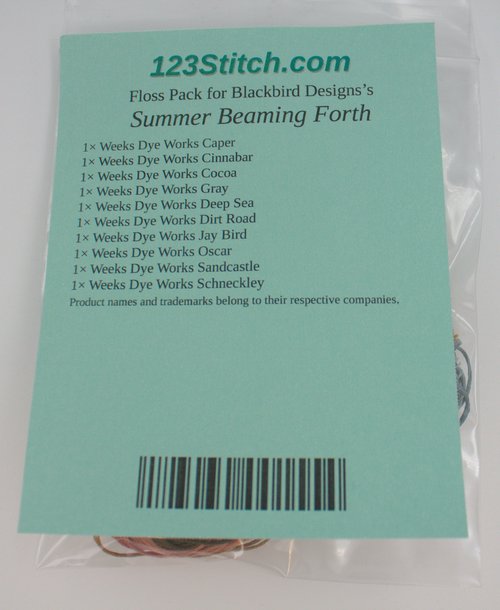 123Stitch.com
Floss Pack for Blackbird Designs’s
Summer Beaming Forth
1× Weeks Dye Works Caper
1× Weeks Dye Works Cinnabar
1× Weeks Dye Works Cocoa
1× Weeks Dye Works Gray
1× Weeks Dye Works Deep Sea
1× Weeks Dye Works Dirt Road
1× Weeks Dye Works Jay Bird
1× Weeks Dye Works Oscar
1× Weeks Dye Works Sandcastle
1× Weeks Dye Works Schneckley
Product names and trademarks belong to their respective companies.